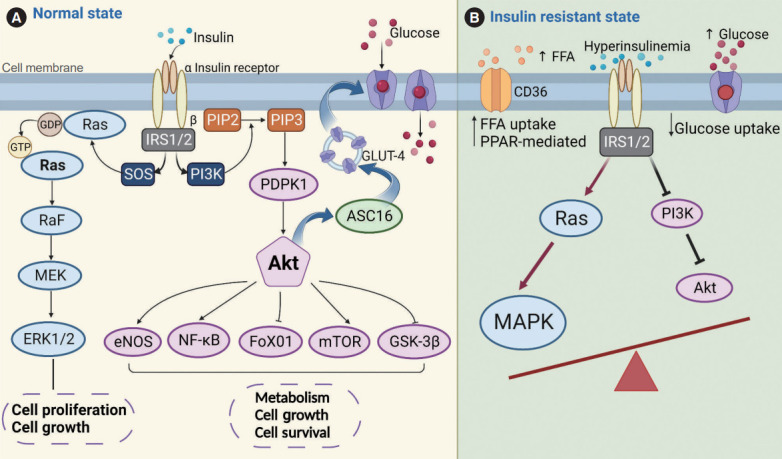 A Normal state
Insulin
Glucose
Cell membrane
α Insulin receptor
β
GDP
Ras
GTP
IRS1/2
PIP2
PIP3
SOS
PI3K
GLUT-4
Ras
PDPK1
ASC16
RaF
Akt
MEK
ERK1/2
eNOS
NF-κB
FoX01
mTOR
GSK-3β
Cell proliferation
Cell growth
Metabolism
Cell growth
Cell survival
B Insulin resistant state
↑ FFA
Hyperinsulinemia
↑ Glucose
CD36
↑ FFA uptake
PPAR-mediated
IRS1/2
↓ Glucose uptake
Ras
PI3K
Akt
MAPK